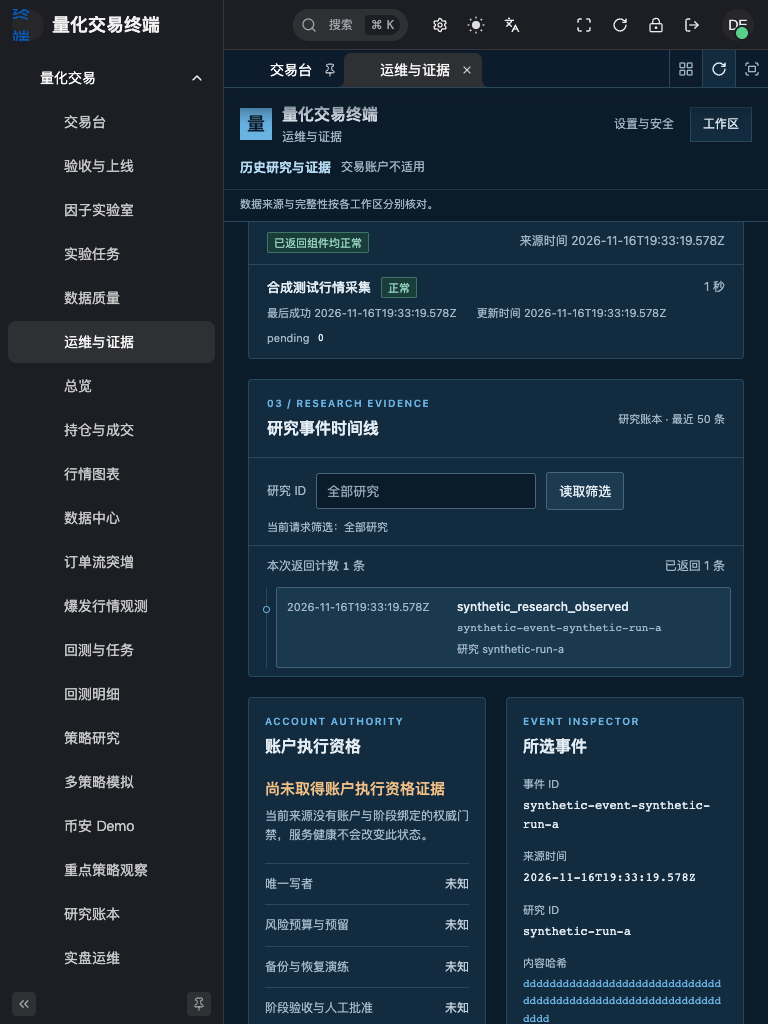 终端
量化交易终端
搜索
⌘ K
DE
量化交易
交易台
验收与上线
因子实验室
实验任务
数据质量
运维与证据
总览
持仓与成交
行情图表
数据中心
订单流突增
爆发行情观测
回测与任务
回测明细
策略研究
多策略模拟
币安 Demo
重点策略观察
研究账本
实盘运维
交易台
运维与证据
量
量化交易终端
运维与证据
设置与安全
工作区
历史研究与证据 交易账户不适用
数据来源与完整性按各工作区分别核对。
已返回组件均正常
来源时间 2026-11-16T19:33:19.578Z
合成测试行情采集 正常
1 秒
最后成功 2026-11-16T19:33:19.578Z 更新时间 2026-11-16T19:33:19.578Z
pending 0
03 / RESEARCH EVIDENCE
研究事件时间线
研究账本 · 最近 50 条
研究 ID
全部研究
读取筛选
当前请求筛选：全部研究
本次返回计数 1 条
已返回 1 条
2026-11-16T19:33:19.578Z
synthetic_research_observed
synthetic-event-synthetic-run-a
研究 synthetic-run-a
ACCOUNT AUTHORITY
账户执行资格
尚未取得账户执行资格证据
当前来源没有账户与阶段绑定的权威门
禁，服务健康不会改变此状态。
唯一写者 未知
风险预算与预留 未知
备份与恢复演练 未知
阶段验收与人工批准 未知
EVENT INSPECTOR
所选事件
事件 ID
synthetic-event-synthetic-
run-a
来源时间
2026-11-16T19:33:19.578Z
研究 ID
synthetic-run-a
内容哈希
dddddddddddddddddddddddddddddd
dddddddddddddddddddddddddddddd
dddd